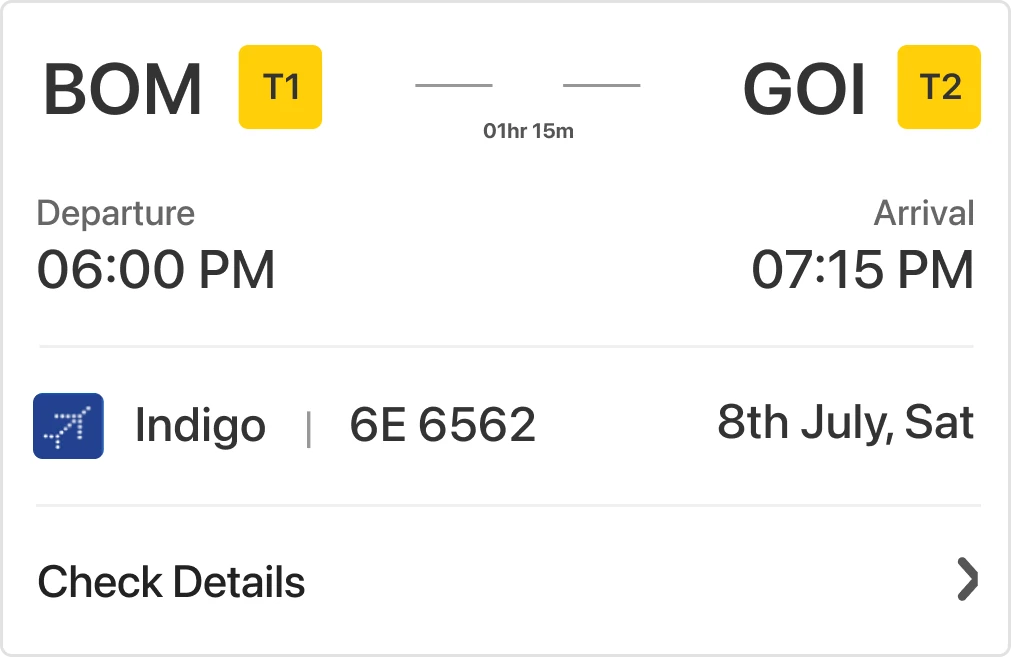 BOM T1 GOI T2
01hr 15m
Departure Arrival
06:00 PM 07:15 PM
Indigo | 6E 6562 8th July, Sat
Check Details